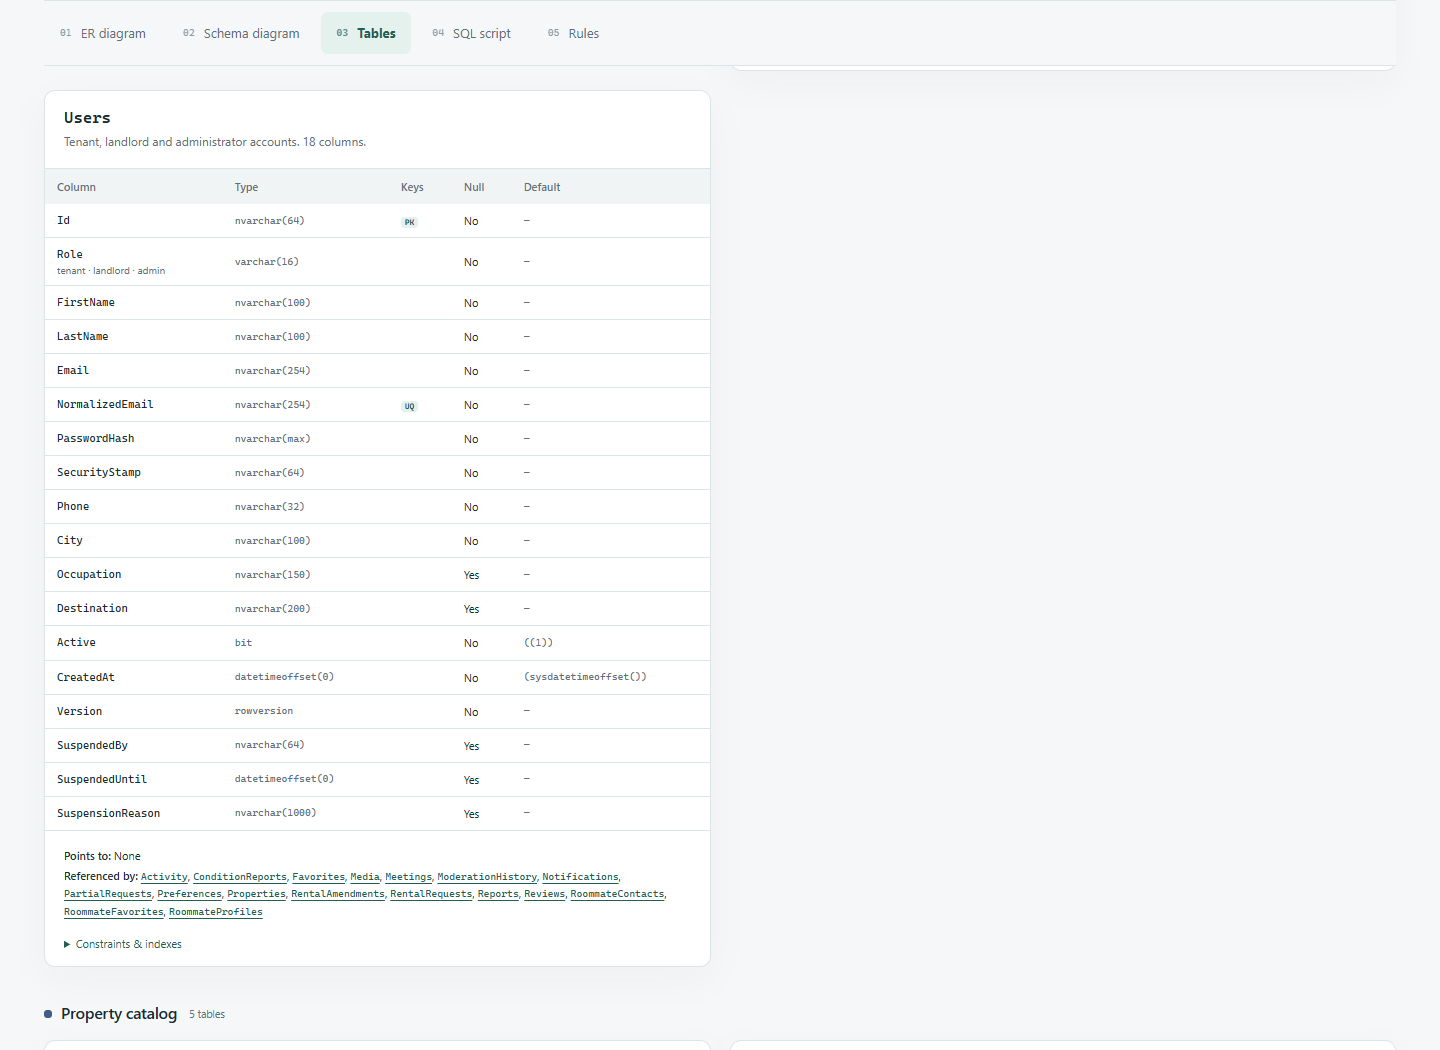 01 ER diagram 02 Schema diagram 03 Tables 04 SQL script 05 Rules
Users
Tenant, landlord and administrator accounts. 18 columns.
Column Type Keys Null Default
Id nvarchar(64) PK No —
Role varchar(16) No —
tenant · landlord · admin
FirstName nvarchar(100) No —
LastName nvarchar(100) No —
Email nvarchar(254) No —
NormalizedEmail nvarchar(254) UQ No —
PasswordHash nvarchar(max) No —
SecurityStamp nvarchar(64) No —
Phone nvarchar(32) No —
City nvarchar(100) No —
Occupation nvarchar(150) Yes —
Destination nvarchar(200) Yes —
Active bit No ((1))
CreatedAt datetimeoffset(0) No (sysdatetimeoffset())
Version rowversion No —
SuspendedBy nvarchar(64) Yes —
SuspendedUntil datetimeoffset(0) Yes —
SuspensionReason nvarchar(1000) Yes —
Points to: None
Referenced by: Activity, ConditionReports, Favorites, Media, Meetings, ModerationHistory, Notifications,
PartialRequests, Preferences, Properties, RentalAmendments, RentalRequests, Reports, Reviews, RoommateContacts,
RoommateFavorites, RoommateProfiles
▶ Constraints & indexes
Property catalog 5 tables